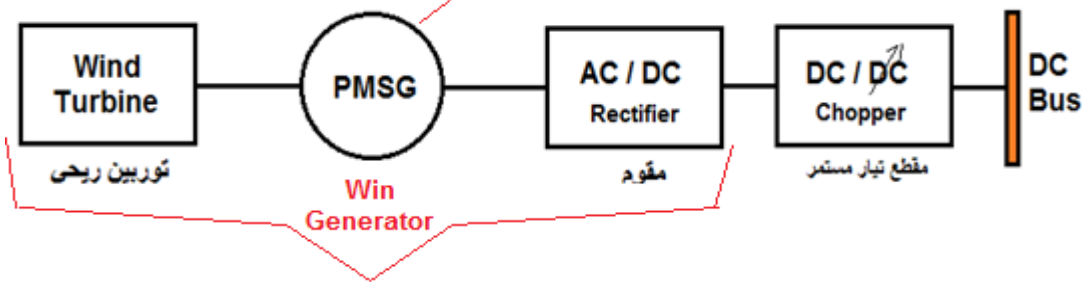 Wind
Turbine
توربين ريحى
PMSG
Win
Generator
AC / DC
Rectifier
مقوم
DC / DC
Chopper
مقطع تيار مستمر
DC
Bus